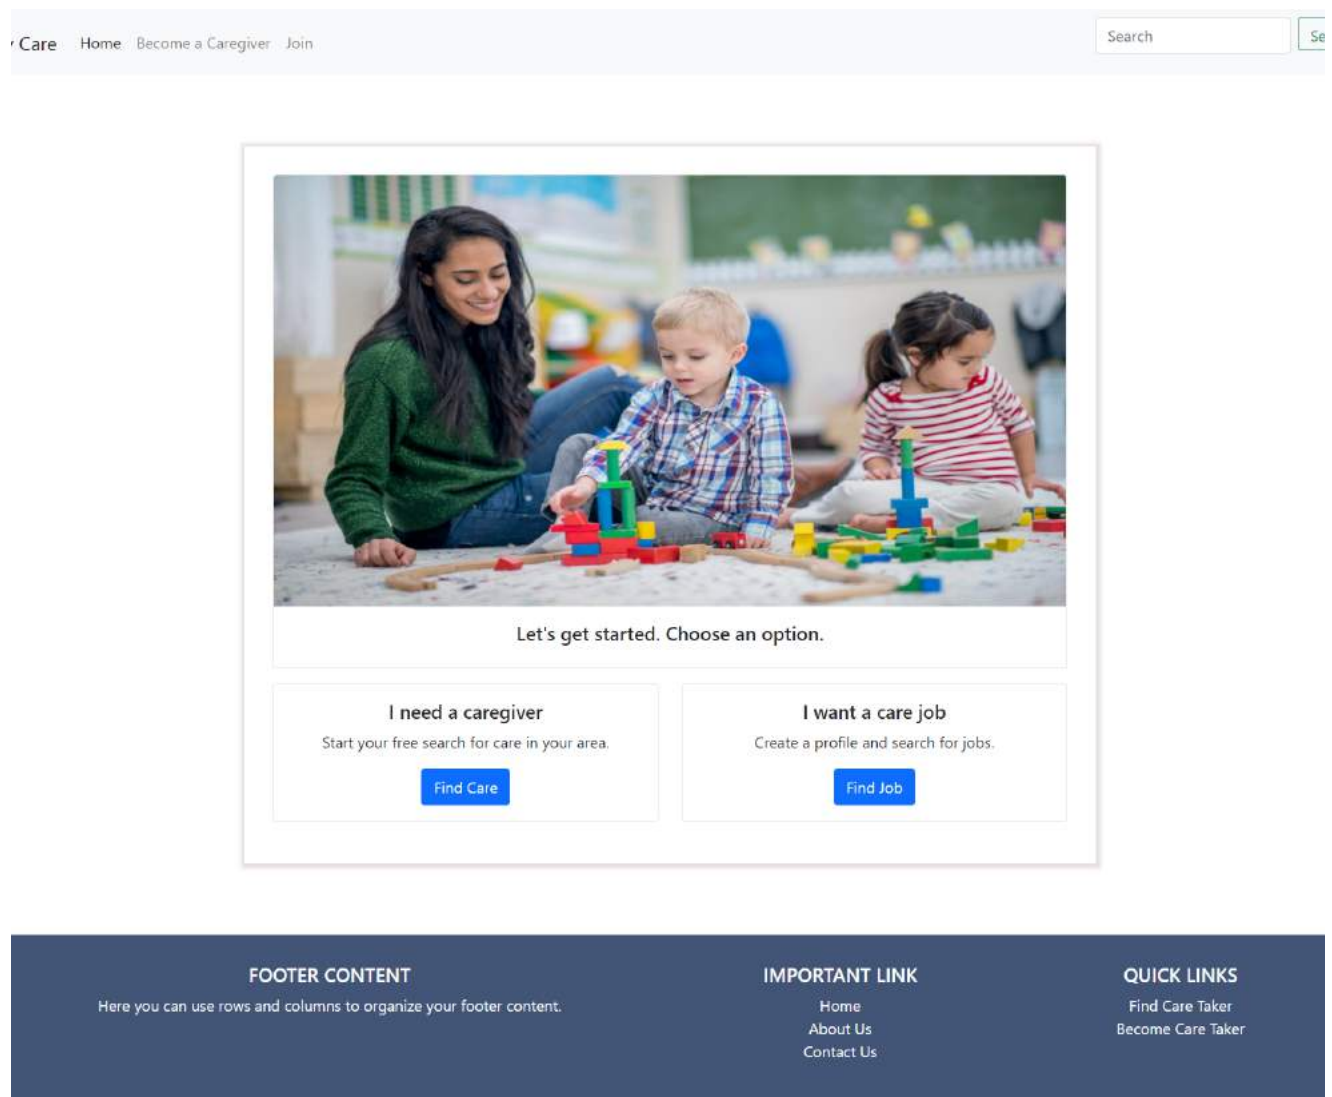 Care Home Become a Caregiver Join Search
Let's get started. Choose an option.
I need a caregiver
Start your free search for care in your area.
Find Care
I want a care job
Create a profile and search for jobs.
Find Job
FOOTER CONTENT
Here you can use rows and columns to organize your footer content.
IMPORTANT LINK
Home
About Us
Contact Us
QUICK LINKS
Find Care Taker
Become Care Taker